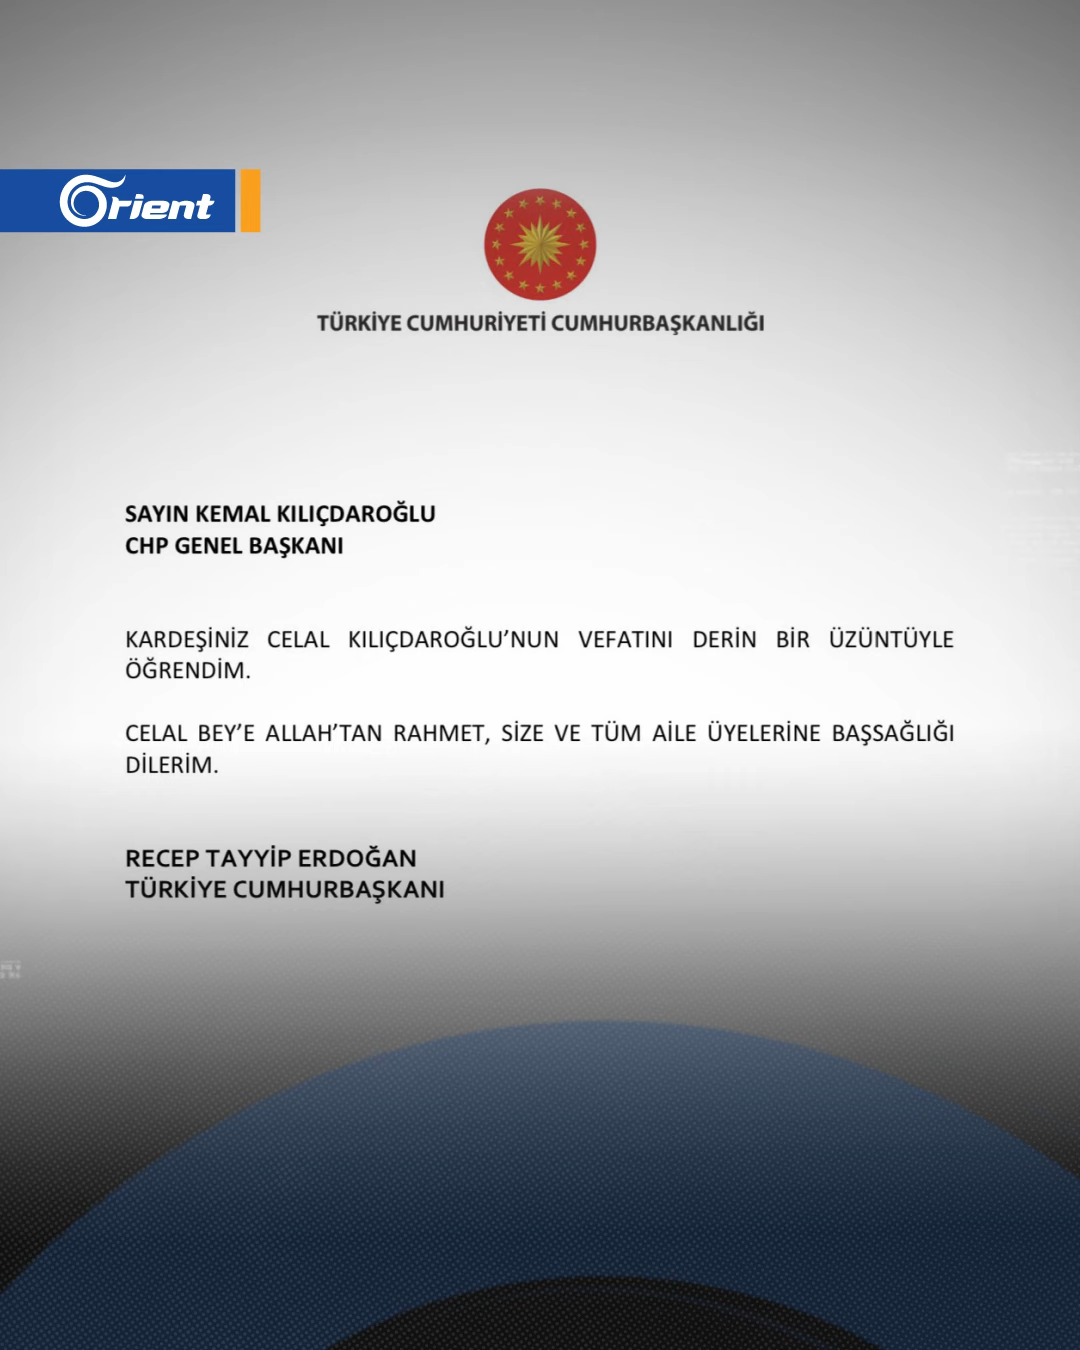 Orient
TÜRKİYE CUMHURİYETİ CUMHURBAŞKANLIĞI
SAYIN KEMAL KILIÇDAROĞLU
CHP GENEL BAŞKANI
KARDEŞİNİZ CELAL KILIÇDAROĞLU’NUN VEFATINI DERİN BİR ÜZÜNTÜYLE
ÖĞRENDİM.
CELAL BEY’E ALLAH’TAN RAHMET, SİZE VE TÜM AİLE ÜYELERİNE BAŞSAĞLIĞI
DİLERİM.
RECEP TAYYİP ERDOĞAN
TÜRKİYE CUMHURBAŞKANI